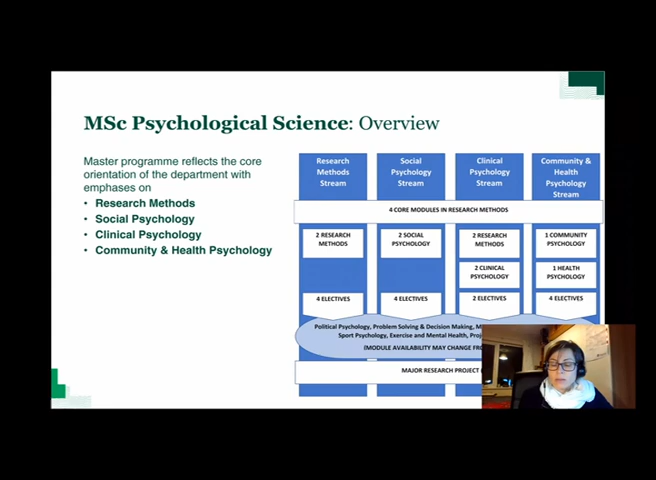 MSc Psychological Science: Overview
Master programme reflects the core
orientation of the department with
emphases on
• Research Methods
• Social Psychology
• Clinical Psychology
• Community & Health Psychology
Research
Methods
Stream
Social
Psychology
Stream
Clinical
Psychology
Stream
Community &
Health
Psychology
Stream
4 CORE MODULES IN RESEARCH METHODS
2 RESEARCH
METHODS
2 SOCIAL
PSYCHOLOGY
2 RESEARCH
METHODS
1 COMMUNITY
PSYCHOLOGY
2 CLINICAL
PSYCHOLOGY
1 HEALTH
PSYCHOLOGY
4 ELECTIVES
4 ELECTIVES
2 ELECTIVES
4 ELECTIVES
Political Psychology, Problem Solving & Decision Making,
Sport Psychology, Exercise and Mental Health,
(MODULE AVAILABILITY MAY CHANGE
MAJOR RESEARCH PROJECT